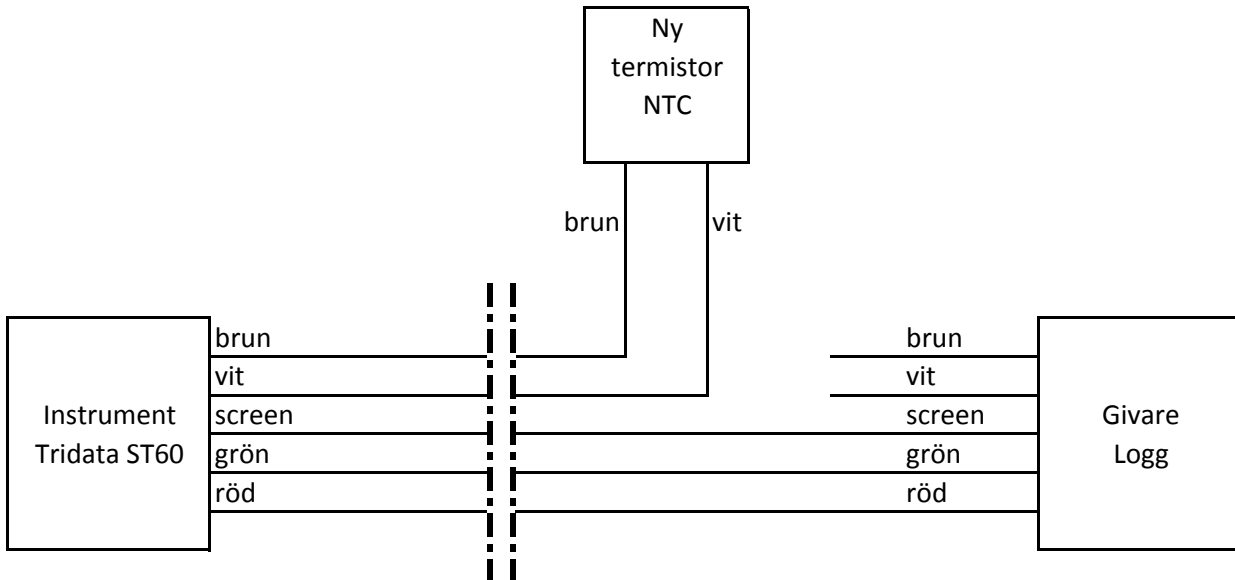 Ny
termistor
NTC
brun
vit
brun
vit
screen
grön
röd
Instrument
Tridata ST60
brun
vit
screen
grön
röd
Givare
Logg